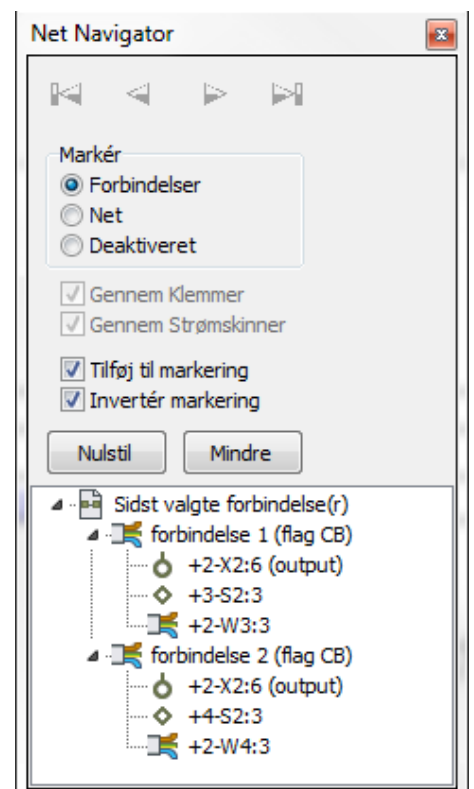 Net Navigator
Markér
Forbindelser
Net
Deaktiveret
Gennem Klemmer
Gennem Strømskinner
Tilføj til markering
Invertér markering
Nulstil Mindre
Sidst valgte forbindelse(r)
forbindelse 1 (flag CB)
+2-X2:6 (output)
+3-S2:3
+2-W3:3
forbindelse 2 (flag CB)
+2-X2:6 (output)
+4-S2:3
+2-W4:3